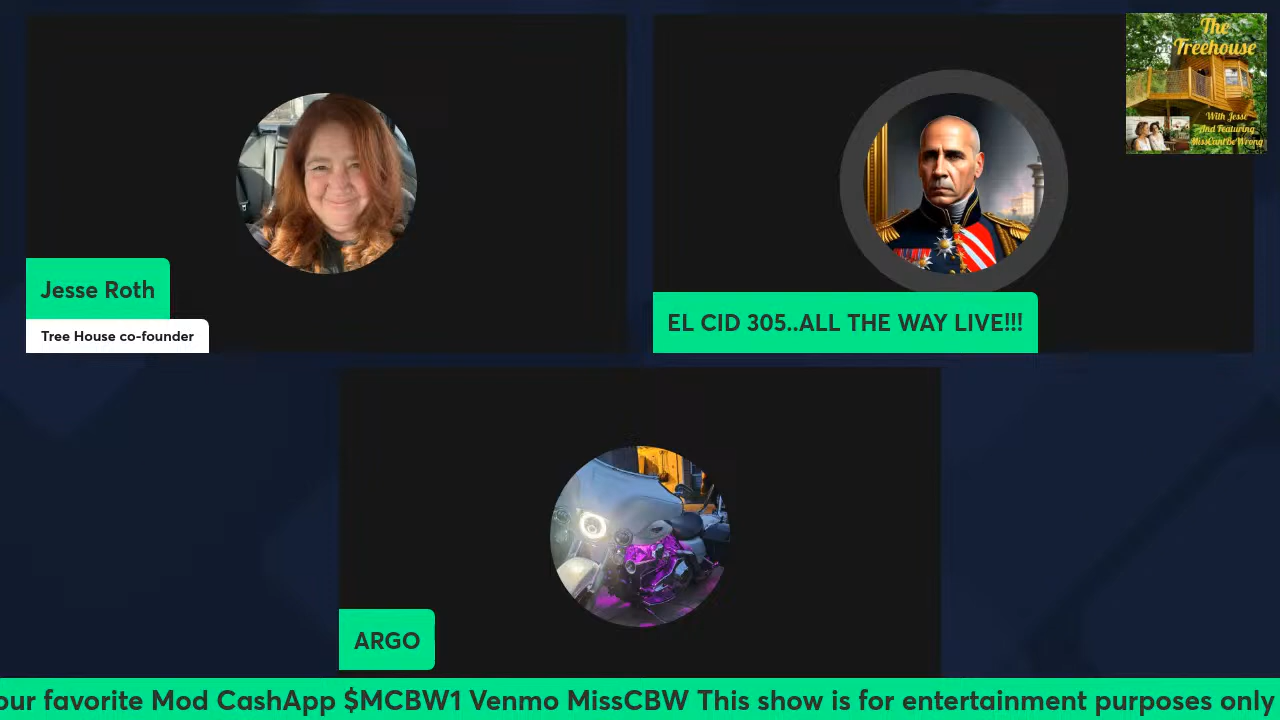 The
Treehouse
With Jesse
And Featuring
MissCantBeWrong
Jesse Roth
Tree House co-founder
EL CID 305..ALL THE WAY LIVE!!!
ARGO
our favorite Mod CashApp $MCBW1 Venmo MissCBW This show is for entertainment purposes only